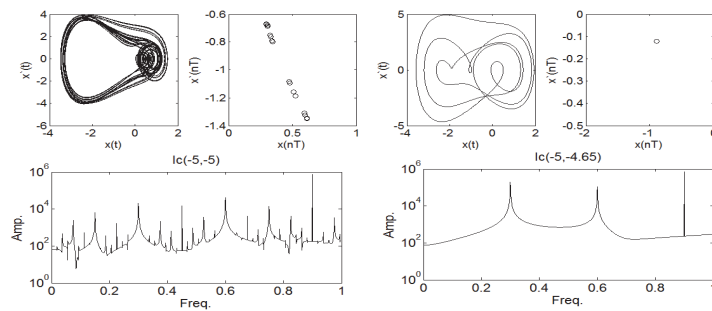 6
4
2
0
-2
-4
-4 -2 0 2
x`(t)
x(t)
-0.6
-0.8
-1
-1.2
-1.4
0 0.5 1
x`(nT)
x(nT)
Ic(-5,-5)
10^6
10^4
10^2
10^0
0 0.2 0.4 0.6 0.8 1
Amp.
Freq.
5
0
-5
-4 -2 0 2
x`(t)
x(t)
0
-0.1
-0.2
-0.3
-0.4
-0.5
-2 -1 0
x`(nT)
x(nT)
Ic(-5,-4.65)
10^6
10^4
10^2
10^0
0 0.2 0.4 0.6 0.8 1
Amp.
Freq.